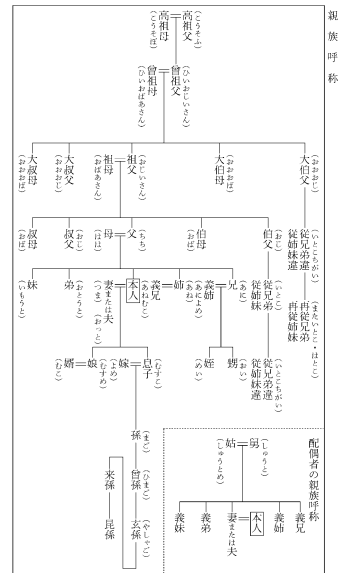 親族呼称
高祖父
（こうそふ）
高祖母
（こうそぼ）
曾祖父
（ひいおじいさん）
曾祖母
（ひいおばあさん）
大伯父
（おおおじ）
大伯母
（おおおば）
祖父
（おじいさん）
祖母
（おばあさん）
大叔父
（おおおじ）
大叔母
（おおおば）
従兄弟違
従姉妹違
（いとこちがい）
再従兄弟
再従姉妹
（またいとこ・はとこ）
伯父
（おじ）
伯母
（おば）
父
（ちち）
母
（はは）
叔父
（おじ）
叔母
（おば）
従兄弟
従姉妹
（いとこ）
従兄弟違
従姉妹違
（いとこちがい）
兄
（あに）
義姉
（あによめ）
姉
（あね）
義兄
（あねむこ）
本人
妻または夫
（つま）（おっと）
弟
（おとうと）
妹
（いもうと）
甥
（おい）
姪
（めい）
息子
（むすこ）
嫁
（よめ）
娘
（むすめ）
婿
（むこ）
孫
（まご）
曾孫
（ひまご）
玄孫
（やしゃご）
来孫
昆孫
配偶者の親族呼称
舅
（しゅうと）
姑
（しゅうとめ）
義兄
義姉
本人
妻または夫
義弟
義妹